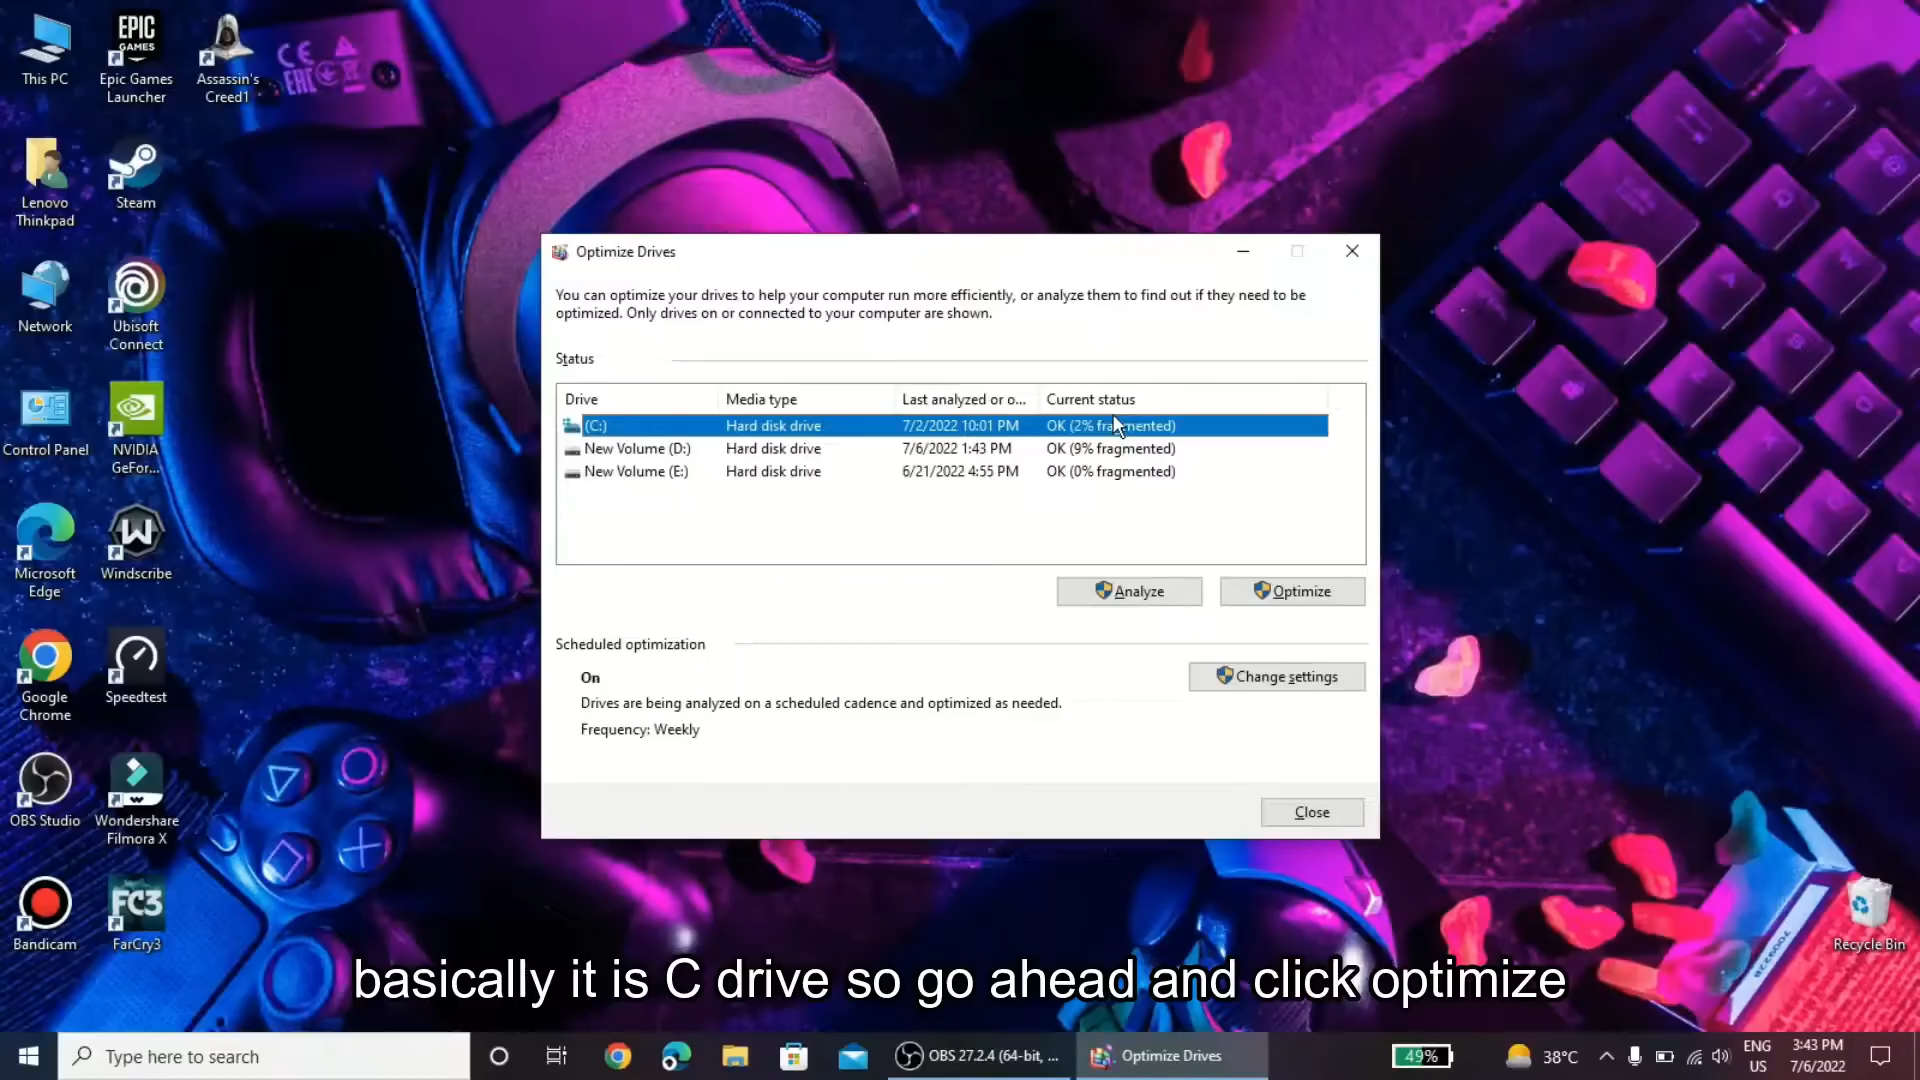 This PC
EPIC
GAMES
Epic Games
Launcher
Assassin's
Creed1
Lenovo
Thinkpad
Steam
Network
Ubisoft
Connect
Control Panel
NVIDIA
GeFor...
Microsoft
Edge
Windscribe
Google
Chrome
Speedtest
OBS Studio
Wondershare
Filmora X
Bandicam
FC3
FarCry3
Recycle Bin
Optimize Drives
You can optimize your drives to help your computer run more efficiently, or analyze them to find out if they need to be
optimized. Only drives on or connected to your computer are shown.
Status
Drive Media type Last analyzed or o... Current status
(C:) Hard disk drive 7/2/2022 10:01 PM OK (2% fragmented)
New Volume (D:) Hard disk drive 7/6/2022 1:43 PM OK (9% fragmented)
New Volume (E:) Hard disk drive 6/21/2022 4:55 PM OK (0% fragmented)
Analyze Optimize
Scheduled optimization
On
Change settings
Drives are being analyzed on a scheduled cadence and optimized as needed.
Frequency: Weekly
Close
basically it is C drive so go ahead and click optimize
Type here to search
OBS 27.2.4 (64-bit, ...
Optimize Drives
49%
38°C
ENG
US
3:43 PM
7/6/2022